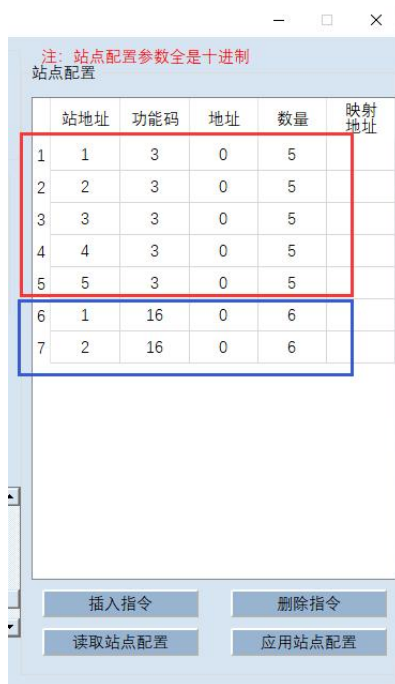 注：站点配置参数全是十进制
站点配置
站地址 功能码 地址 数量 映射地址
1 1 3 0 5
2 2 3 0 5
3 3 3 0 5
4 4 3 0 5
5 5 3 0 5
6 1 16 0 6
7 2 16 0 6
插入指令 删除指令
读取站点配置 应用站点配置